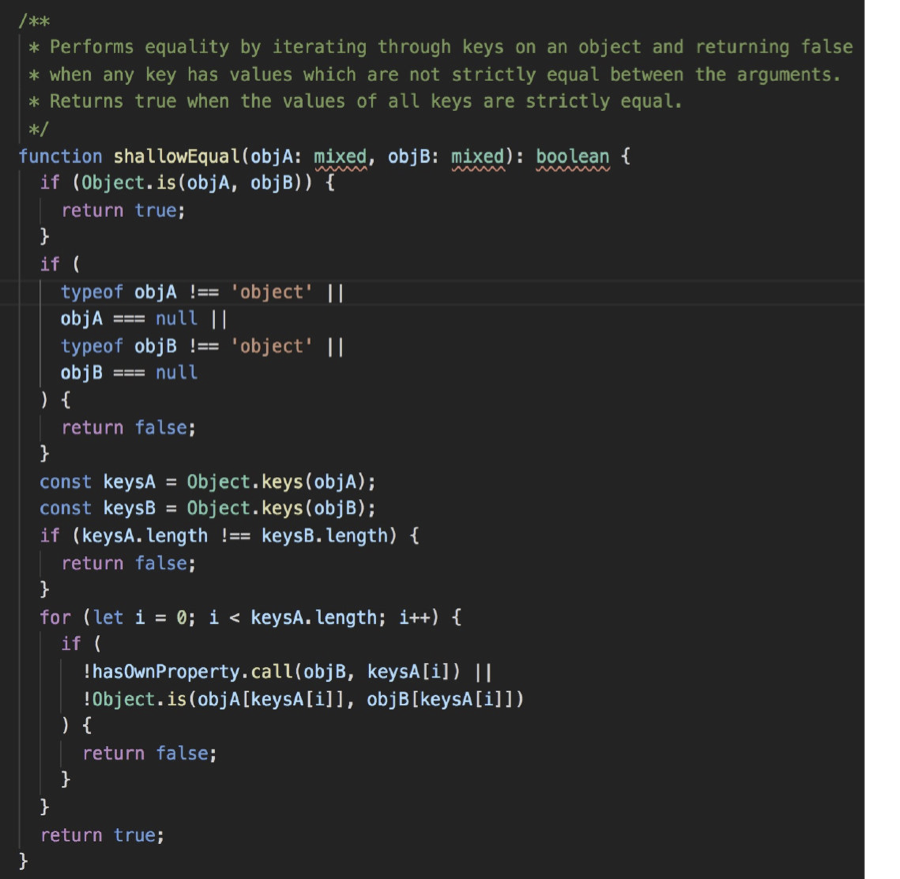 /**
 * Performs equality by iterating through keys on an object and returning false
 * when any key has values which are not strictly equal between the arguments.
 * Returns true when the values of all keys are strictly equal.
 */
function shallowEqual(objA: mixed, objB: mixed): boolean {
  if (Object.is(objA, objB)) {
    return true;
  }
  if (
    typeof objA !== 'object' ||
    objA === null ||
    typeof objB !== 'object' ||
    objB === null
  ) {
    return false;
  }
  const keysA = Object.keys(objA);
  const keysB = Object.keys(objB);
  if (keysA.length !== keysB.length) {
    return false;
  }
  for (let i = 0; i < keysA.length; i++) {
    if (
      !hasOwnProperty.call(objB, keysA[i]) ||
      !Object.is(objA[keysA[i]], objB[keysA[i]])
    ) {
      return false;
    }
  }
  return true;
}